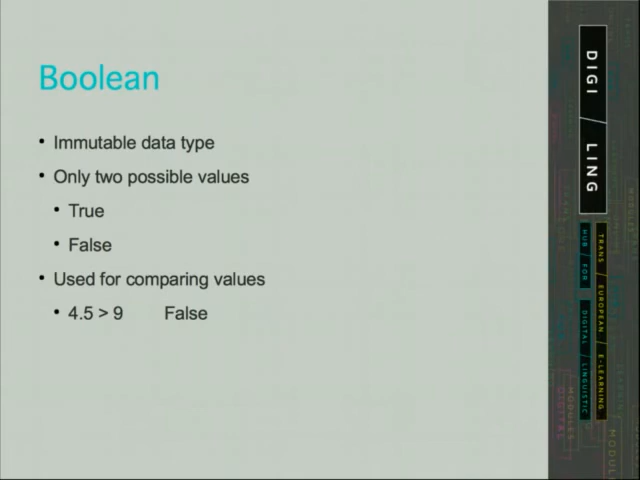 Boolean
• Immutable data type
• Only two possible values
• True
• False
• Used for comparing values
• 4.5 > 9 False
DIGI / LING
TRANS / EUROPEAN / E-LEARNING
HUB / FOR / DIGITAL / LINGUISTIC